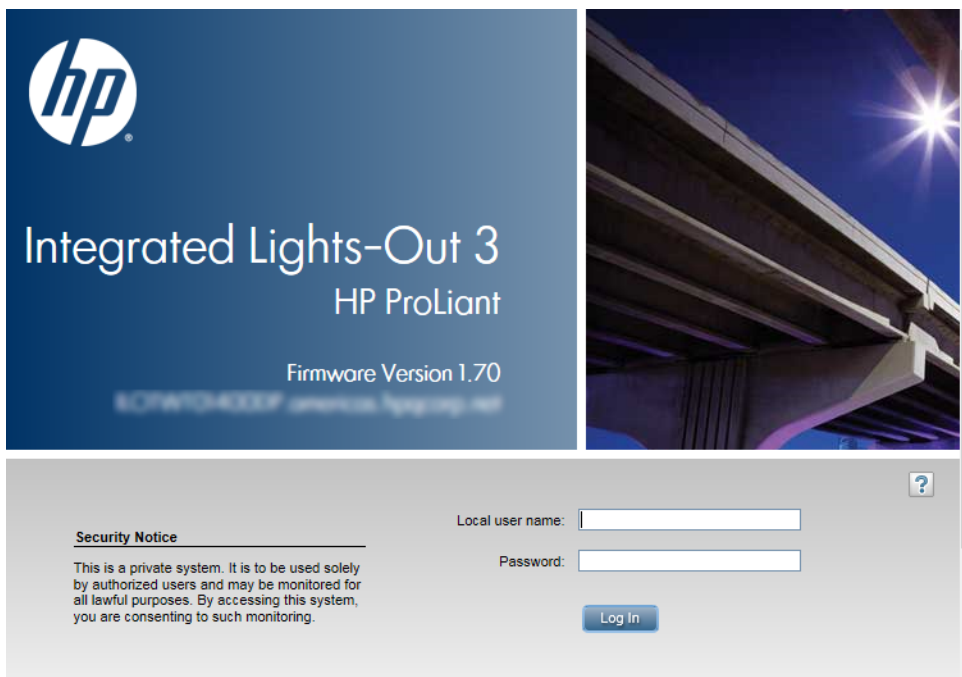 hp
Integrated Lights-Out 3
HP ProLiant
Firmware Version 1.70
?
Security Notice
This is a private system. It is to be used solely
by authorized users and may be monitored for
all lawful purposes. By accessing this system,
you are consenting to such monitoring.
Local user name:
Password:
Log In